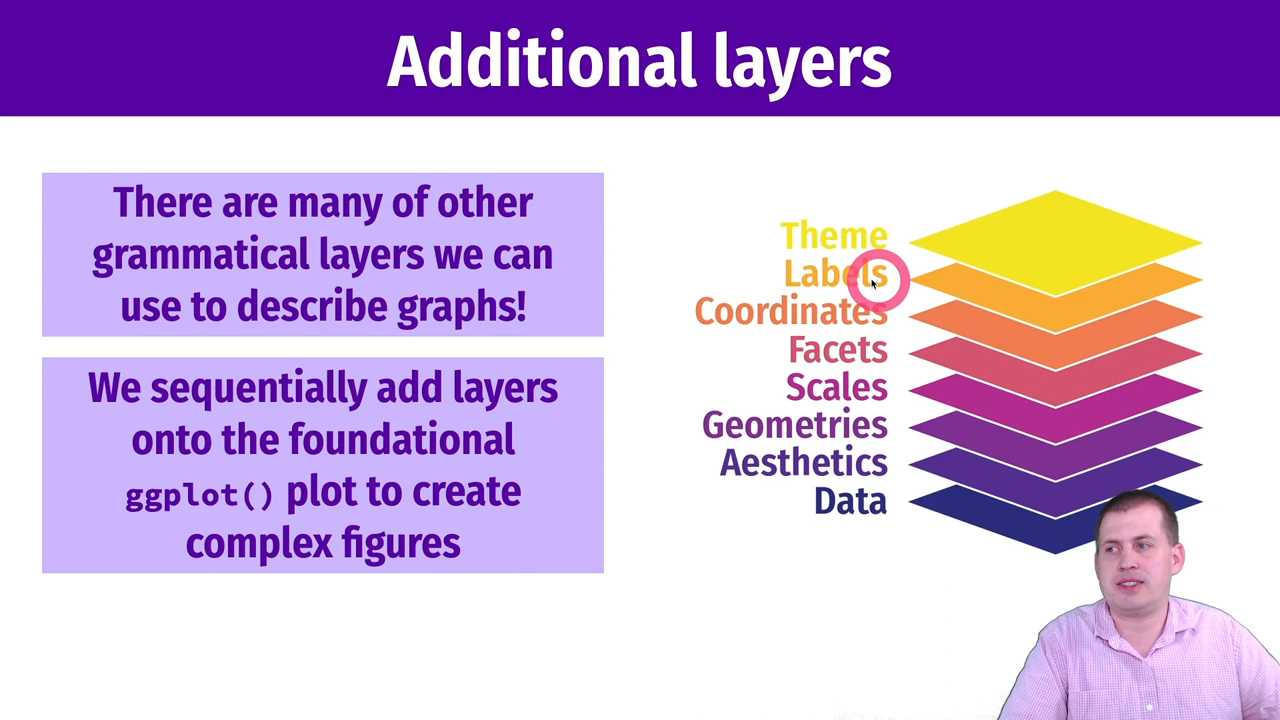 Additional layers
There are many of other
grammatical layers we can
use to describe graphs!
We sequentially add layers
onto the foundational
ggplot() plot to create
complex figures
Theme
Labels
Coordinates
Facets
Scales
Geometries
Aesthetics
Data